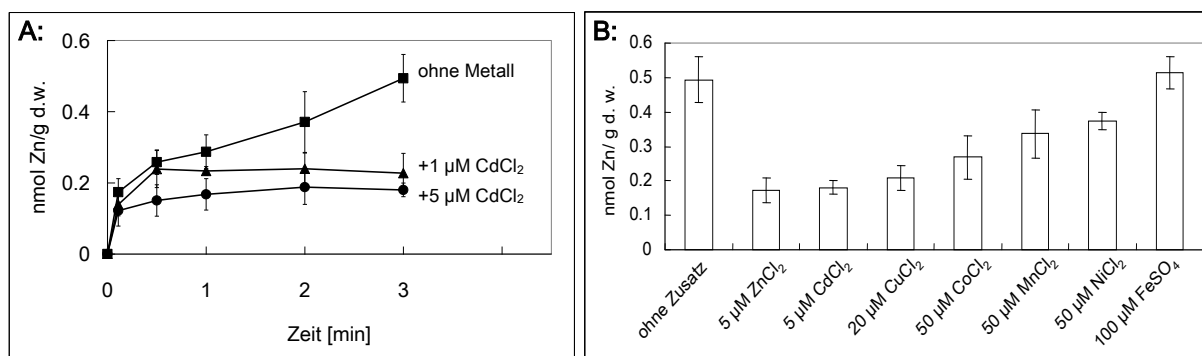 A:
0.6
0.4
0.2
0
nmol Zn/g d.w.
ohne Metall
+1 µM CdCl₂
+5 µM CdCl₂
0 1 2 3
Zeit [min]
B:
0.6
0.5
0.4
0.3
0.2
0.1
0
nmol Zn/ g d. w.
ohne Zusatz
5 µM ZnCl₂
5 µM CdCl₂
20 µM CuCl₂
50 µM CoCl₂
50 µM MnCl₂
50 µM NiCl₂
100 µM FeSO₄